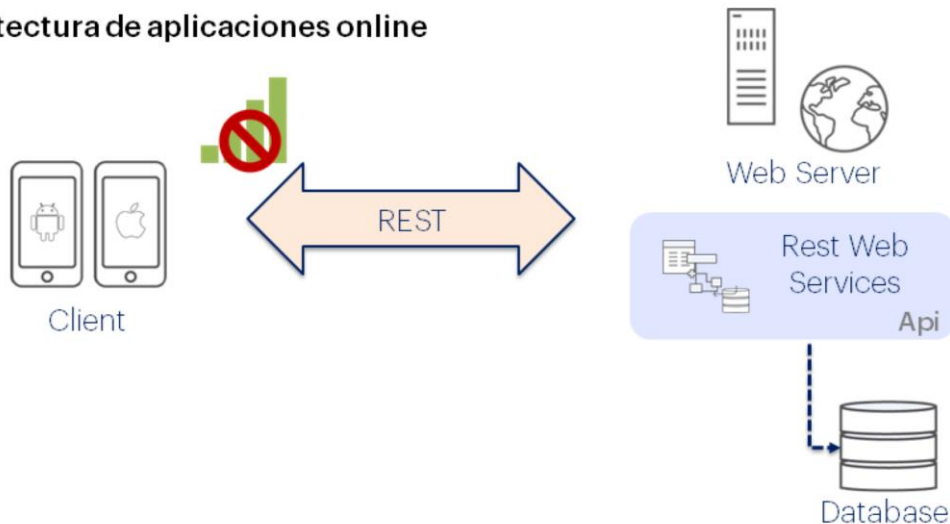 tectura de aplicaciones online
Web Server
REST
Rest Web
Services
Api
Client
Database